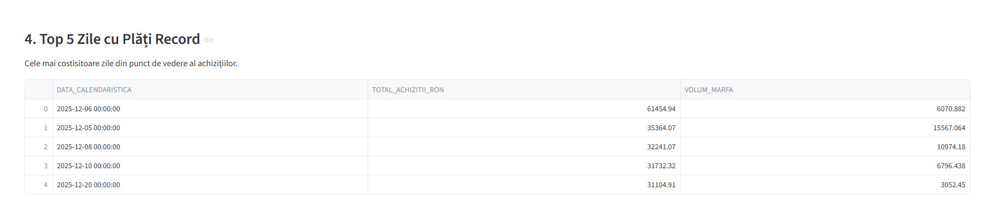 4. Top 5 Zile cu Plăți Record
Cele mai costisitoare zile din punct de vedere al achizițiilor.
DATA_CALENDARISTICA TOTAL_ACHIZITII_RON VOLUM_MARFA
0 2025-12-06 00:00:00 61454.94 6070.882
1 2025-12-05 00:00:00 35364.07 15567.064
2 2025-12-08 00:00:00 32241.07 10974.18
3 2025-12-10 00:00:00 31732.32 6796.438
4 2025-12-20 00:00:00 31104.91 3052.45